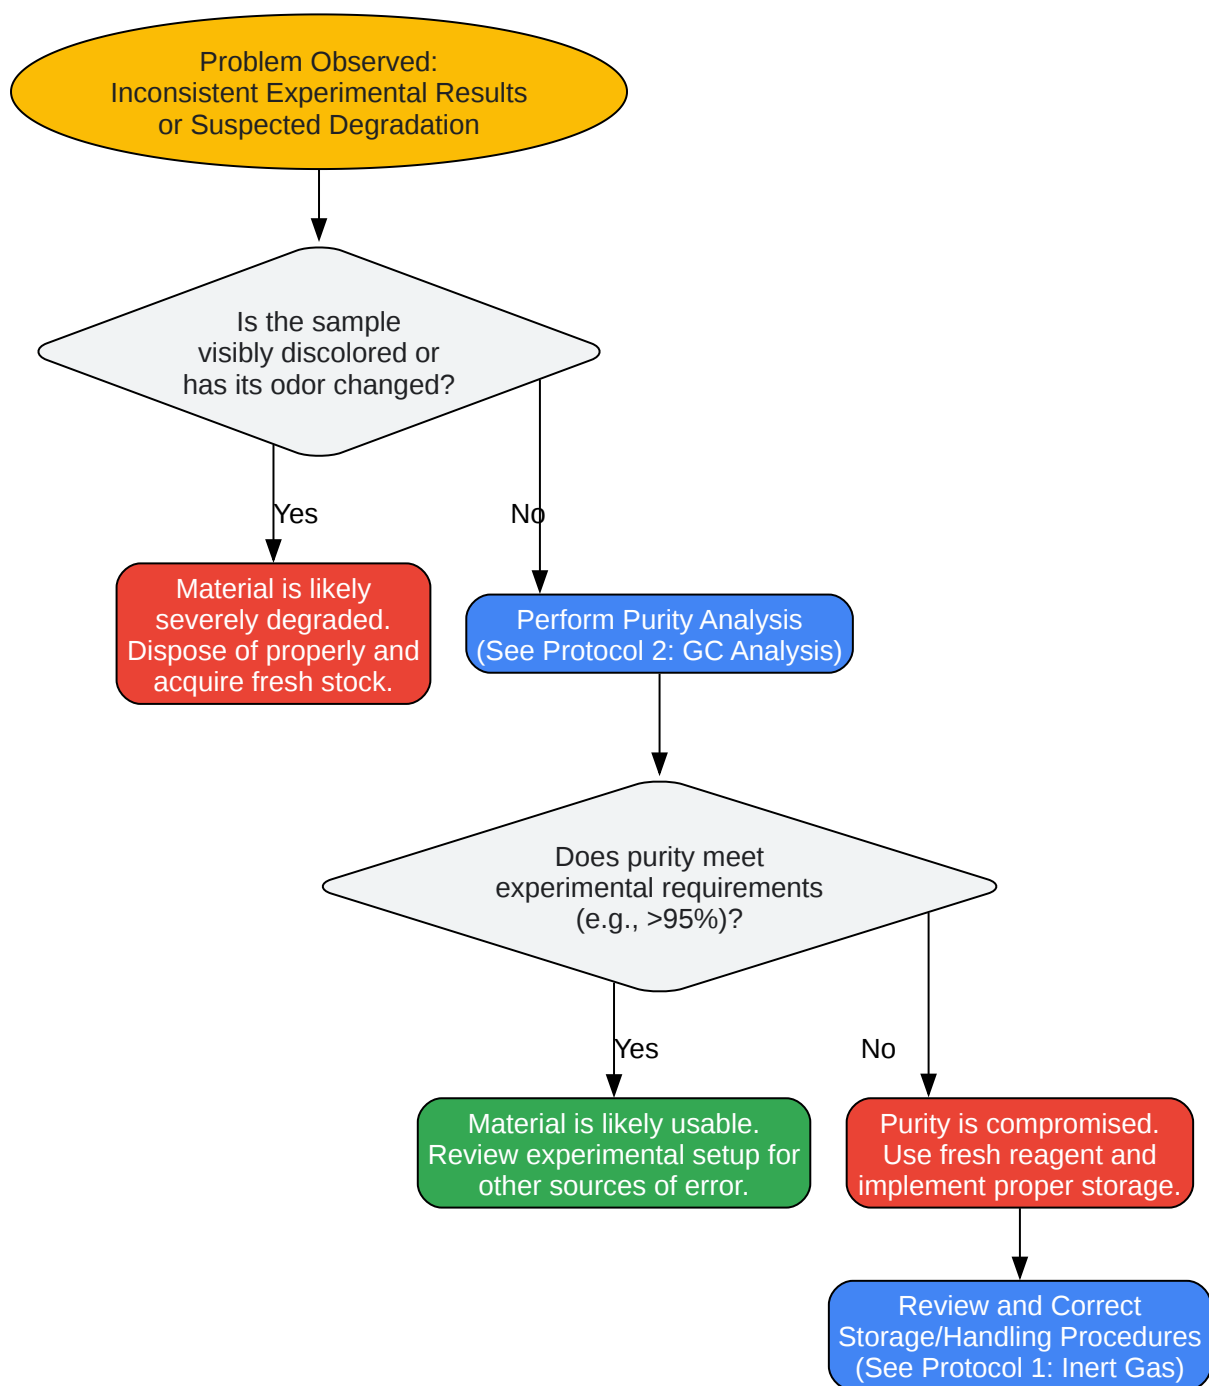 Problem Observed:
Inconsistent Experimental Results
or Suspected Degradation
Is the sample
visibly discolored or
has its odor changed?
Yes
No
Material is likely
severely degraded.
Dispose of properly and
acquire fresh stock.
Perform Purity Analysis
(See Protocol 2: GC Analysis)
Does purity meet
experimental requirements
(e.g., >95%)?
Yes
No
Material is likely usable.
Review experimental setup for
other sources of error.
Purity is compromised.
Use fresh reagent and
implement proper storage.
Review and Correct
Storage/Handling Procedures
(See Protocol 1: Inert Gas)